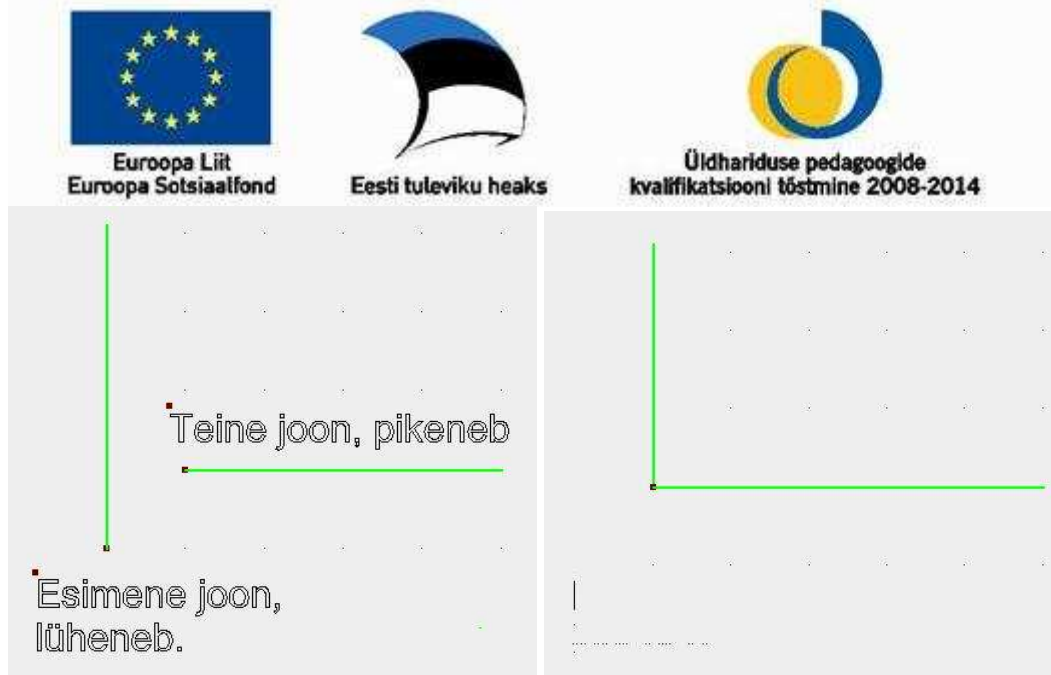 Euroopa Liit
Euroopa Sotsiaalfond
Eesti tuleviku heaks
Üldhariduse pedagoogide
kvalifikatsiooni tõstmine 2008-2014
Teine joon, pikeneb
Esimene joon,
lüheneb.